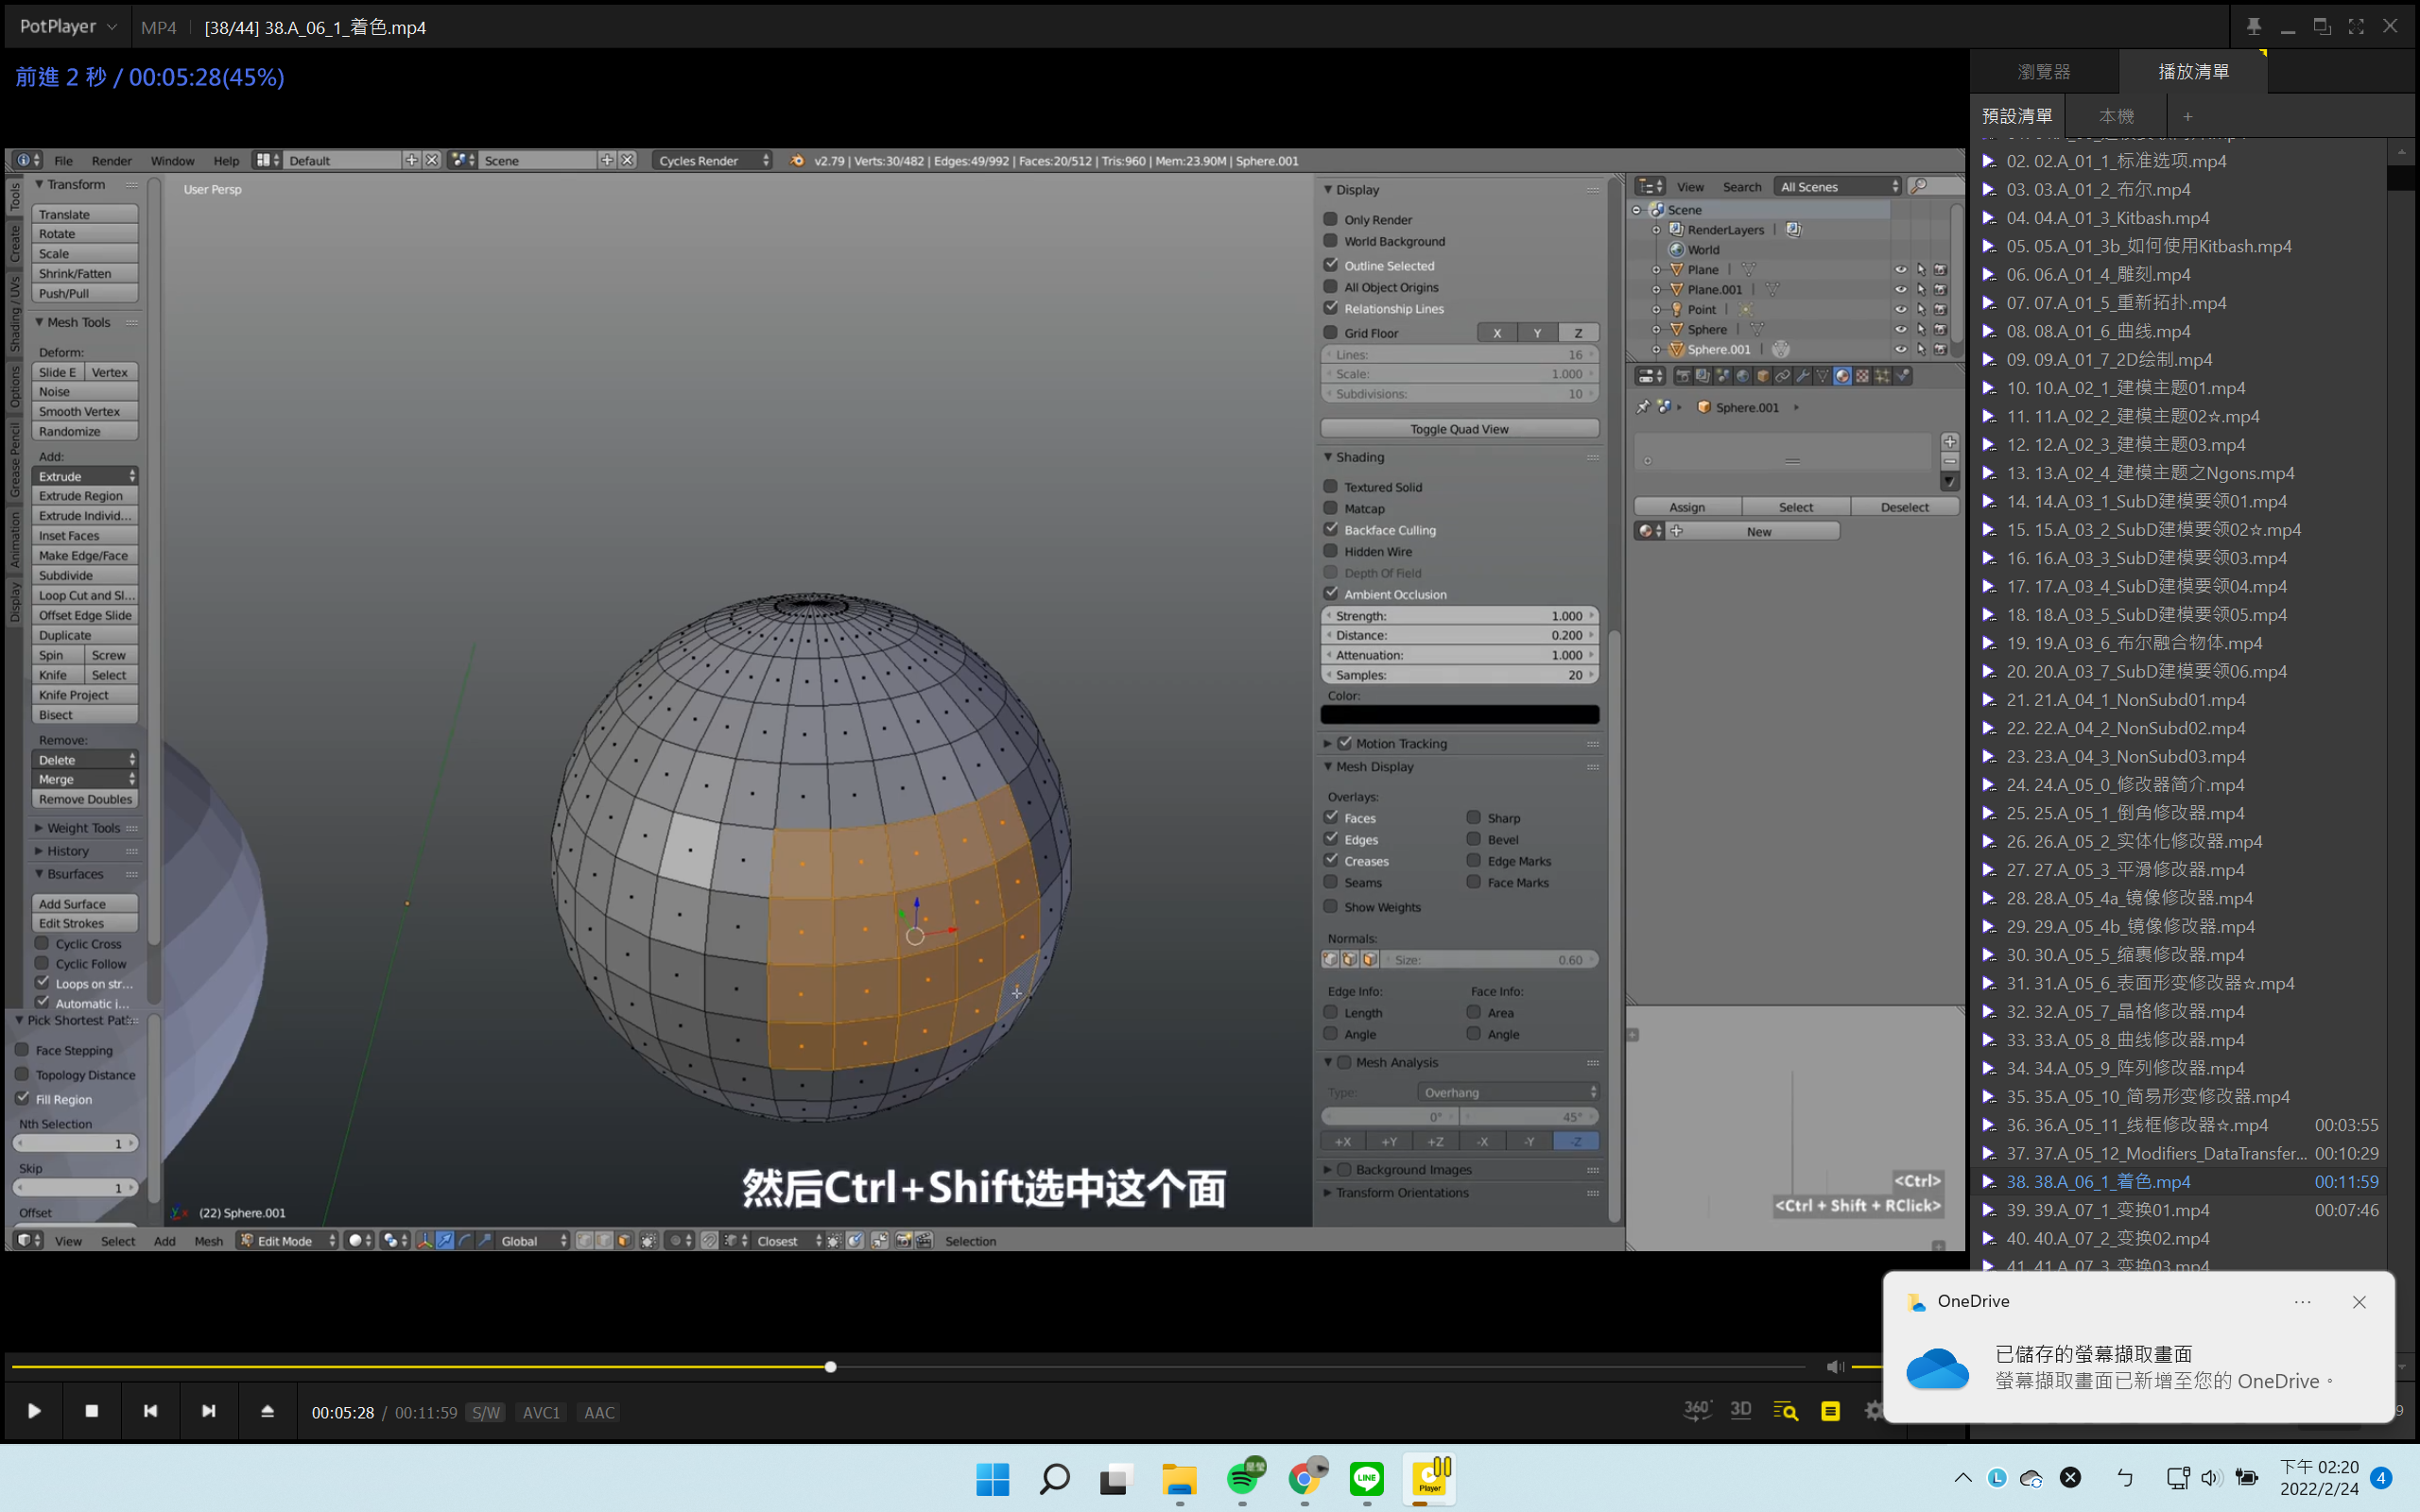 PotPlayer MP4 [38/44] 38.A_06_1_着色.mp4
前進 2 秒 / 00:05:28(45%)
File Render Window Help Default Scene Cycles Render v2.79 | Verts:30/482 | Edges:49/992 | Faces:20/512 | Tris:960 | Mem:23.90M | Sphere.001
Tools
Create
Shading / UVs
Options
Grease Pencil
Animation
Display
Transform
Translate
Rotate
Scale
Shrink/Fatten
Push/Pull
Mesh Tools
Deform:
Slide E Vertex
Noise
Smooth Vertex
Randomize
Add:
Extrude
Extrude Region
Extrude Individ...
Inset Faces
Make Edge/Face
Subdivide
Loop Cut and Sl...
Offset Edge Slide
Duplicate
Spin Screw
Knife Select
Knife Project
Bisect
Remove:
Delete
Merge
Remove Doubles
Weight Tools
History
Bsurfaces
Add Surface
Edit Strokes
Cyclic Cross
Cyclic Follow
Loops on str...
Automatic i...
Pick Shortest Pat
Face Stepping
Topology Distance
Fill Region
Nth Selection
1
Skip
1
Offset
User Persp
然后Ctrl+Shift选中这个面
(22) Sphere.001
View Select Add Mesh Edit Mode Global Closest Selection
Display
Only Render
World Background
Outline Selected
All Object Origins
Relationship Lines
Grid Floor X Y Z
Lines: 16
Scale: 1.000
Subdivisions: 10
Toggle Quad View
Shading
Textured Solid
Matcap
Backface Culling
Hidden Wire
Depth Of Field
Ambient Occlusion
Strength: 1.000
Distance: 0.200
Attenuation: 1.000
Samples: 20
Color:
Motion Tracking
Mesh Display
Overlays:
Faces Sharp
Edges Bevel
Creases Edge Marks
Seams Face Marks
Show Weights
Normals:
Size: 0.60
Edge Info: Face Info:
Length Area
Angle Angle
Mesh Analysis
Type: Overhang
0° 45°
+X +Y +Z -X -Y -Z
Background Images
Transform Orientations
View Search All Scenes
Scene
RenderLayers
World
Plane
Plane.001
Point
Sphere
Sphere.001
Sphere.001
Assign Select Deselect
New
<Ctrl>
<Ctrl + Shift + RClick>
瀏覽器 播放清單
預設清單 本機 +
02. 02.A_01_1_标准选项.mp4
03. 03.A_01_2_布尔.mp4
04. 04.A_01_3_Kitbash.mp4
05. 05.A_01_3b_如何使用Kitbash.mp4
06. 06.A_01_4_雕刻.mp4
07. 07.A_01_5_重新拓扑.mp4
08. 08.A_01_6_曲线.mp4
09. 09.A_01_7_2D绘制.mp4
10. 10.A_02_1_建模主题01.mp4
11. 11.A_02_2_建模主题02☆.mp4
12. 12.A_02_3_建模主题03.mp4
13. 13.A_02_4_建模主题之Ngons.mp4
14. 14.A_03_1_SubD建模要领01.mp4
15. 15.A_03_2_SubD建模要领02☆.mp4
16. 16.A_03_3_SubD建模要领03.mp4
17. 17.A_03_4_SubD建模要领04.mp4
18. 18.A_03_5_SubD建模要领05.mp4
19. 19.A_03_6_布尔融合物体.mp4
20. 20.A_03_7_SubD建模要领06.mp4
21. 21.A_04_1_NonSubd01.mp4
22. 22.A_04_2_NonSubd02.mp4
23. 23.A_04_3_NonSubd03.mp4
24. 24.A_05_0_修改器简介.mp4
25. 25.A_05_1_倒角修改器.mp4
26. 26.A_05_2_实体化修改器.mp4
27. 27.A_05_3_平滑修改器.mp4
28. 28.A_05_4a_镜像修改器.mp4
29. 29.A_05_4b_镜像修改器.mp4
30. 30.A_05_5_缩裹修改器.mp4
31. 31.A_05_6_表面形变修改器☆.mp4
32. 32.A_05_7_晶格修改器.mp4
33. 33.A_05_8_曲线修改器.mp4
34. 34.A_05_9_阵列修改器.mp4
35. 35.A_05_10_简易形变修改器.mp4
36. 36.A_05_11_线框修改器☆.mp4 00:03:55
37. 37.A_05_12_Modifiers_DataTransfer... 00:10:29
38. 38.A_06_1_着色.mp4 00:11:59
39. 39.A_07_1_变换01.mp4 00:07:46
40. 40.A_07_2_变换02.mp4
41. 41.A_07_3_变换03.mp4
OneDrive
已儲存的螢幕擷取畫面
螢幕擷取畫面已新增至您的 OneDrive。
00:05:28 / 00:11:59 S/W AVC1 AAC
360° 3D
LINE
Player
下午 02:20
2022/2/24
4